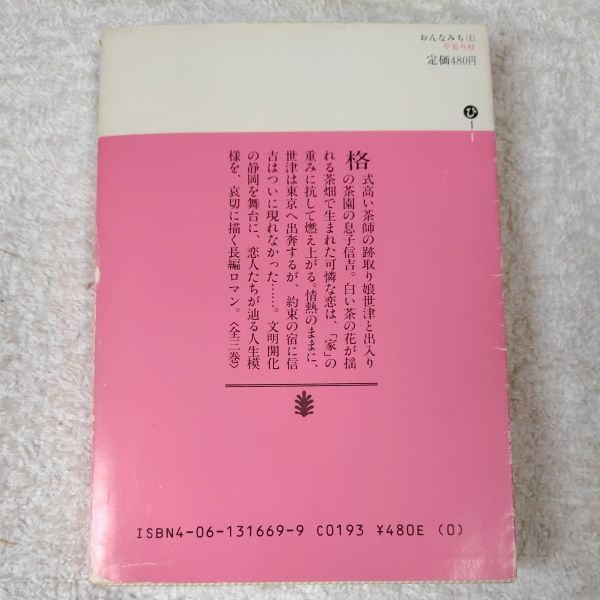 おんなみち(上)
平岩弓枝
定価480円
ひ
1
1
格式高い茶師の跡取り娘世津と出入り
の茶園の息子信吉。白い茶の花が揺
れる茶畑で生まれた可憐な恋は、「家」の
重みに抗して燃え上がる。情熱のままに、
世津は東京へ出奔するが、約束の宿に信
吉はついに現れなかった……。文明開化
の静岡を舞台に、恋人たちが辿る人生模
様を、哀切に描く長編ロマン。〈全三巻〉
ISBN4-06-131669-9 C0193 ¥480E (0)